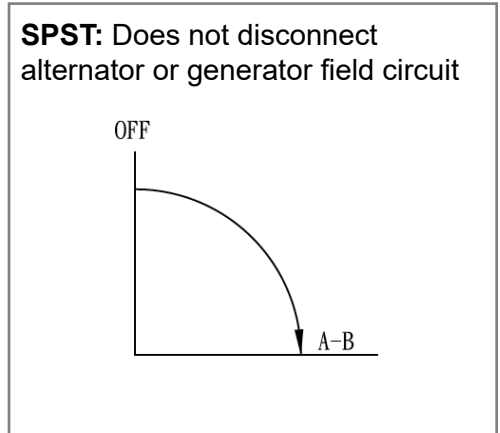 SPST: Does not disconnect
alternator or generator field circuit
OFF
A-B